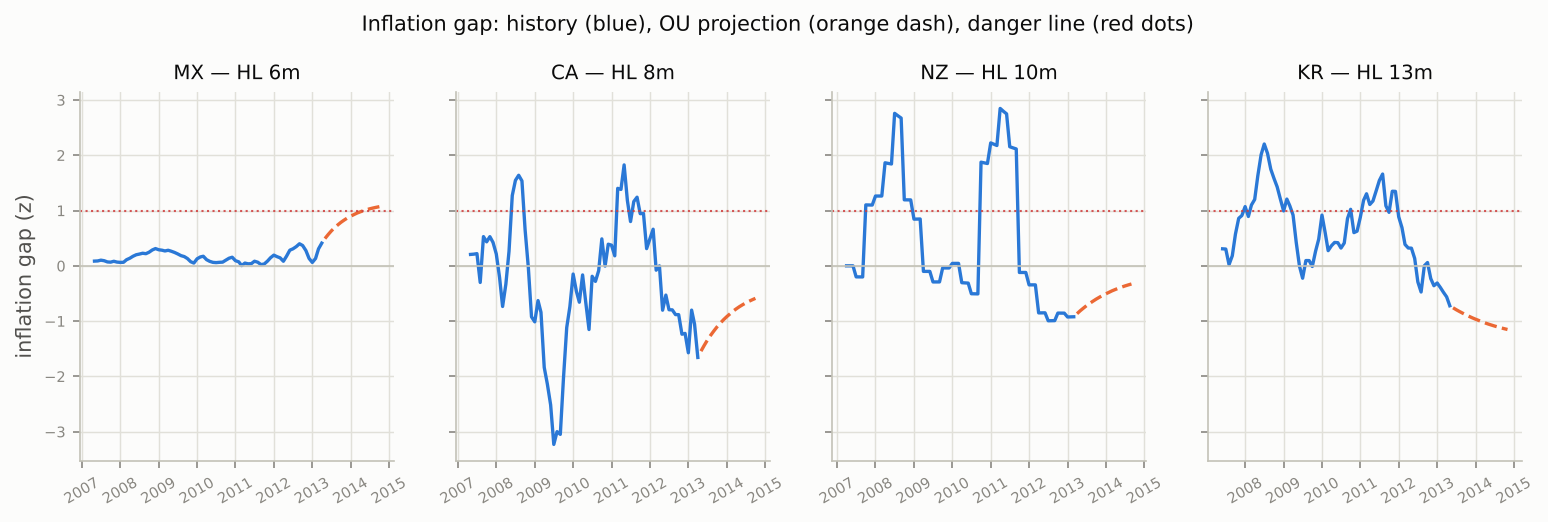 Inflation gap: history (blue), OU projection (orange dash), danger line (red dots)
MX — HL 6m
CA — HL 8m
NZ — HL 10m
KR — HL 13m
inflation gap (z)
3
2
1
0
−1
−2
−3
2007 2008 2009 2010 2011 2012 2013 2014 2015
2007 2008 2009 2010 2011 2012 2013 2014 2015
2007 2008 2009 2010 2011 2012 2013 2014 2015
2008 2009 2010 2011 2012 2013 2014 2015